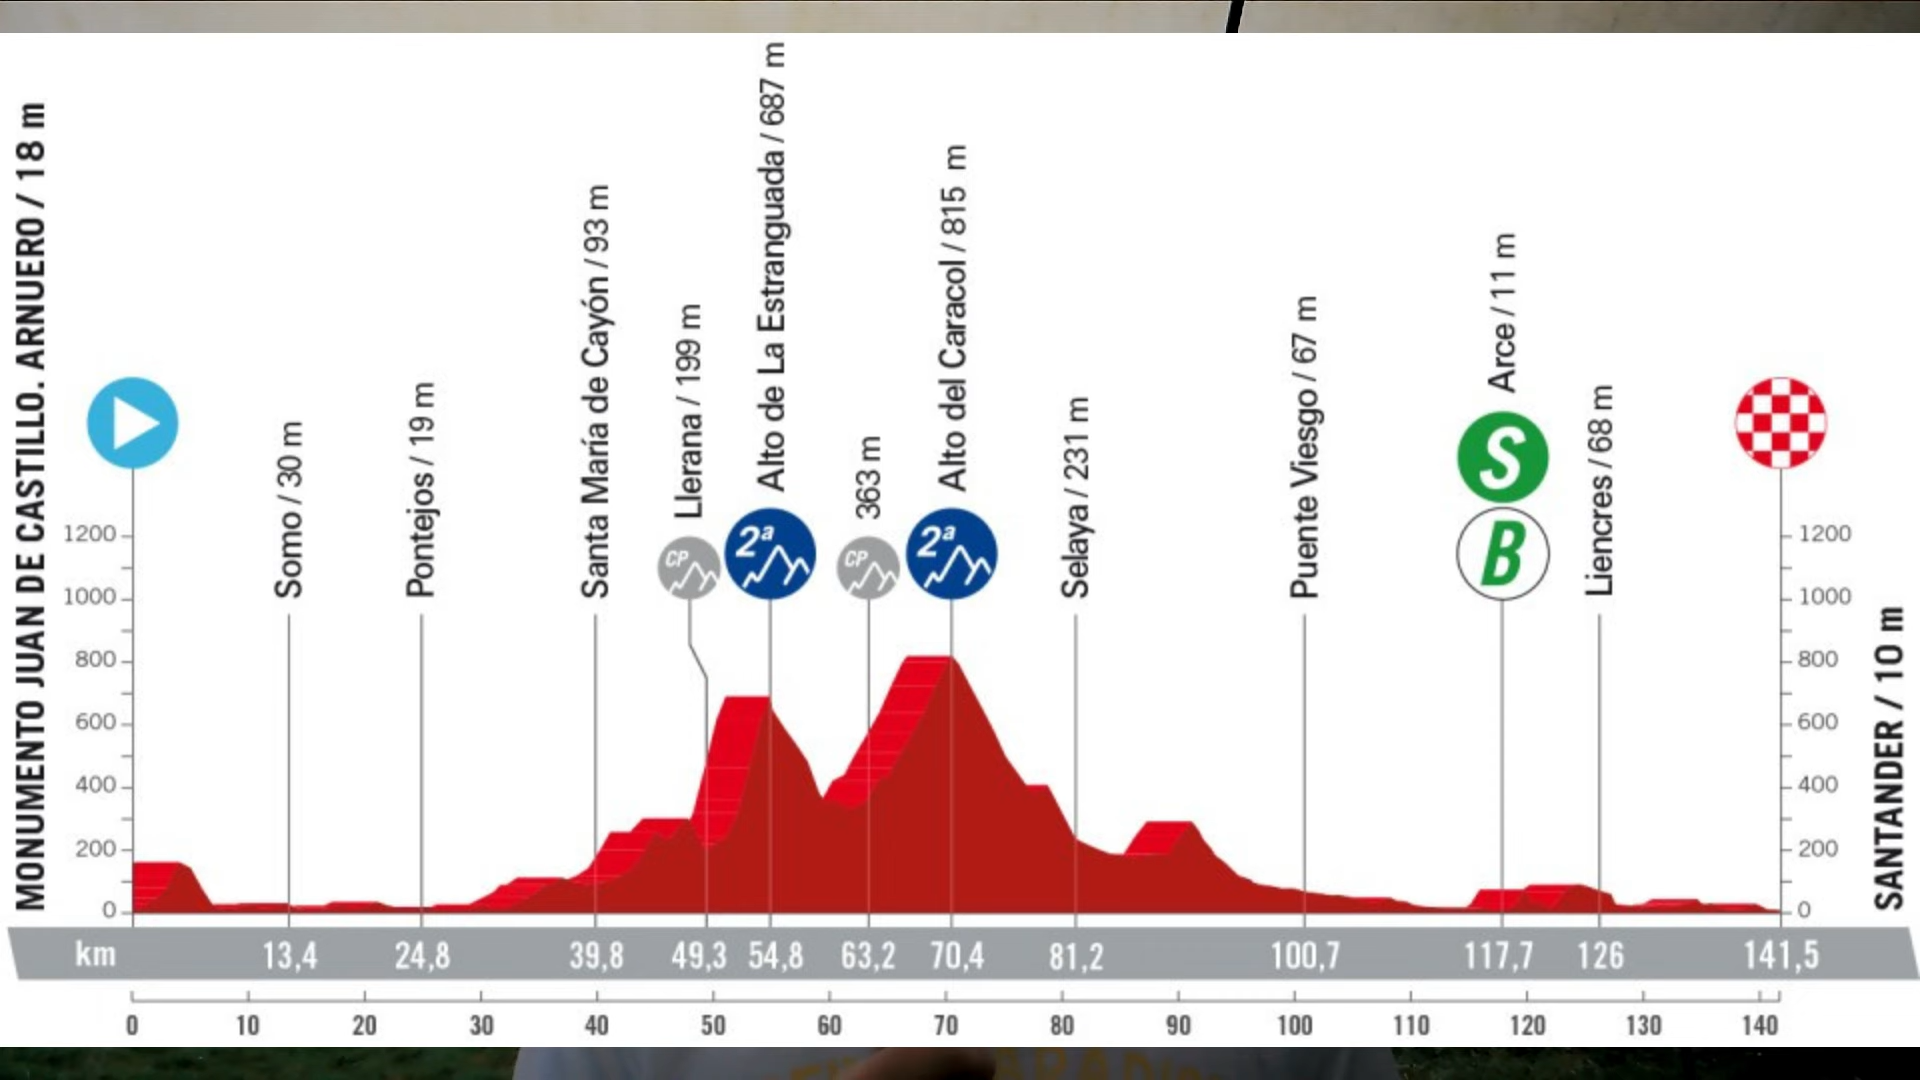 MONUMENTO JUAN DE CASTILLO. ARNUERO / 18 m
Somo / 30 m
Pontejos / 19 m
Santa María de Cayón / 93 m
Llerana / 199 m
Alto de La Estranguada / 687 m
363 m
Alto del Caracol / 815 m
Selaya / 231 m
Puente Viesgo / 67 m
Arce / 11 m
Liencres / 68 m
SANTANDER / 10 m
CP
2ª
CP
2ª
S
B
1200
1000
800
600
400
200
0
1200
1000
800
600
400
200
0
km 13,4 24,8 39,8 49,3 54,8 63,2 70,4 81,2 100,7 117,7 126 141,5
0 10 20 30 40 50 60 70 80 90 100 110 120 130 140